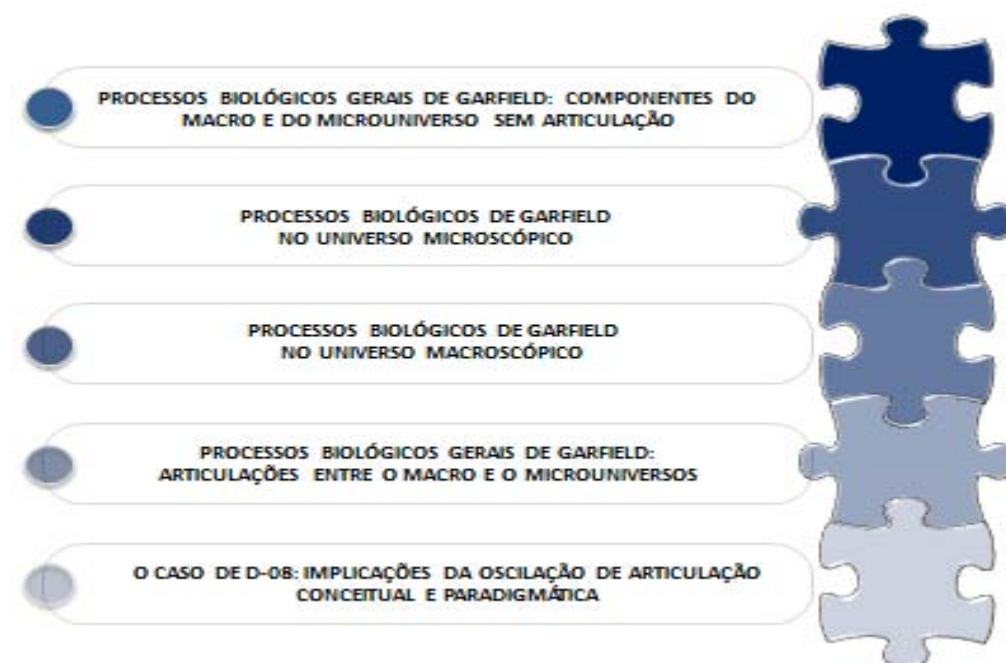 PROCESSOS BIOLÓGICOS GERAIS DE GARFIELD: COMPONENTES DO
MACRO E DO MICROUNIVERSO SEM ARTICULAÇÃO
PROCESSOS BIOLÓGICOS DE GARFIELD
NO UNIVERSO MICROSCÓPICO
PROCESSOS BIOLÓGICOS DE GARFIELD
NO UNIVERSO MACROSCÓPICO
PROCESSOS BIOLÓGICOS GERAIS DE GARFIELD:
ARTICULAÇÕES ENTRE O MACRO E O MICROUNIVERSOS
O CASO DE D-08: IMPLICAÇÕES DA OSCILAÇÃO DE ARTICULAÇÃO
CONCEITUAL E PARADIGMÁTICA